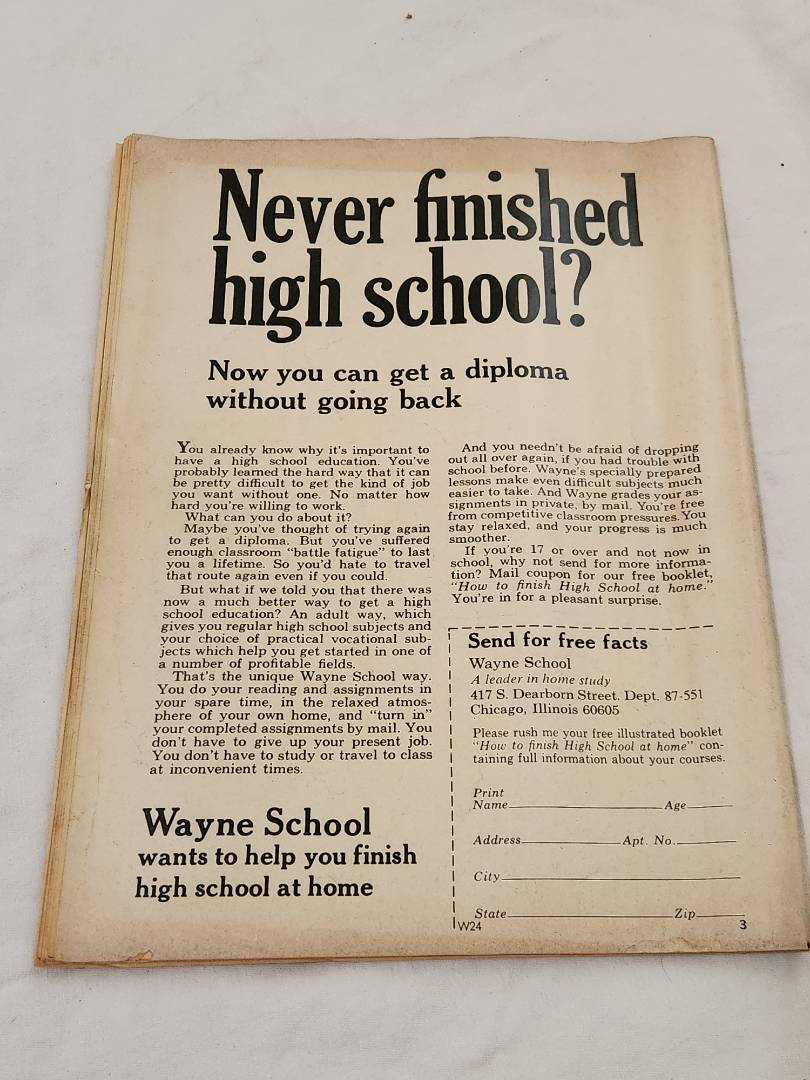 Never finished
high school?
Now you can get a diploma
without going back
You already know why it's important to
have a high school education. You've
probably learned the hard way that it can
be pretty difficult to get the kind of job
you want without one. No matter how
hard you're willing to work.
What can you do about it?
Maybe you've thought of trying again
to get a diploma. But you've suffered
enough classroom "battle fatigue" to last
you a lifetime. So you'd hate to travel
that route again even if you could.
But what if we told you that there was
now a much better way to get a high
school education? An adult way, which
gives you regular high school subjects and
your choice of practical vocational sub-
jects which help you get started in one of
a number of profitable fields.
That's the unique Wayne School way.
You do your reading and assignments in
your spare time, in the relaxed atmos-
phere of your own home, and "turn in"
your completed assignments by mail. You
don't have to give up your present job.
You don't have to study or travel to class
at inconvenient times.
Wayne School
wants to help you finish
high school at home
And you needn't be afraid of dropping
out all over again, if you had trouble with
school before. Wayne's specially prepared
lessons make even difficult subjects much
easier to take. And Wayne grades your as-
signments in private, by mail. You're free
from competitive classroom pressures. You
stay relaxed, and your progress is much
smoother.
If you're 17 or over and not now in
school, why not send for more informa-
tion? Mail coupon for our free booklet,
"How to finish High School at home."
You're in for a pleasant surprise.
Send for free facts
Wayne School
A leader in home study
417 S. Dearborn Street. Dept. 87-551
Chicago, Illinois 60605
Please rush me your free illustrated booklet
"How to finish High School at home" con-
taining full information about your courses.
Print
Name Age
Address Apt. No.
City
State Zip
W24 3